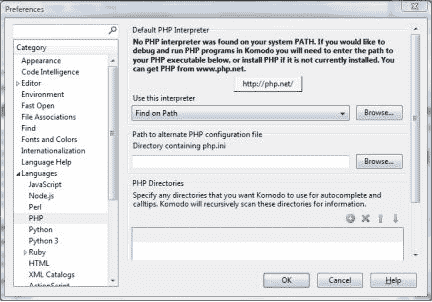 Preferences
Category
Appearance
Code Intelligence
Editor
Environment
Fast Open
File Associations
Find
Fonts and Colors
Internationalization
Language Help
Languages
JavaScript
Node.js
Perl
PHP
Python
Python 3
Ruby
HTML
XML Catalogs
ActionScript
Default PHP Interpreter
No PHP interpreter was found on your system PATH. If you would like to
debug and run PHP programs in Komodo you will need to enter the path to
your PHP executable below, or install PHP if it is not currently installed. You
can get PHP from www.php.net.
http://php.net/
Use this interpreter
Find on Path
Browse...
Path to alternate PHP configuration file
Directory containing php.ini
Browse...
PHP Directories
Specify any directories that you want Komodo to use for autocomplete and
calltips. Komodo will recursively scan these directories for information.
OK
Cancel
Help